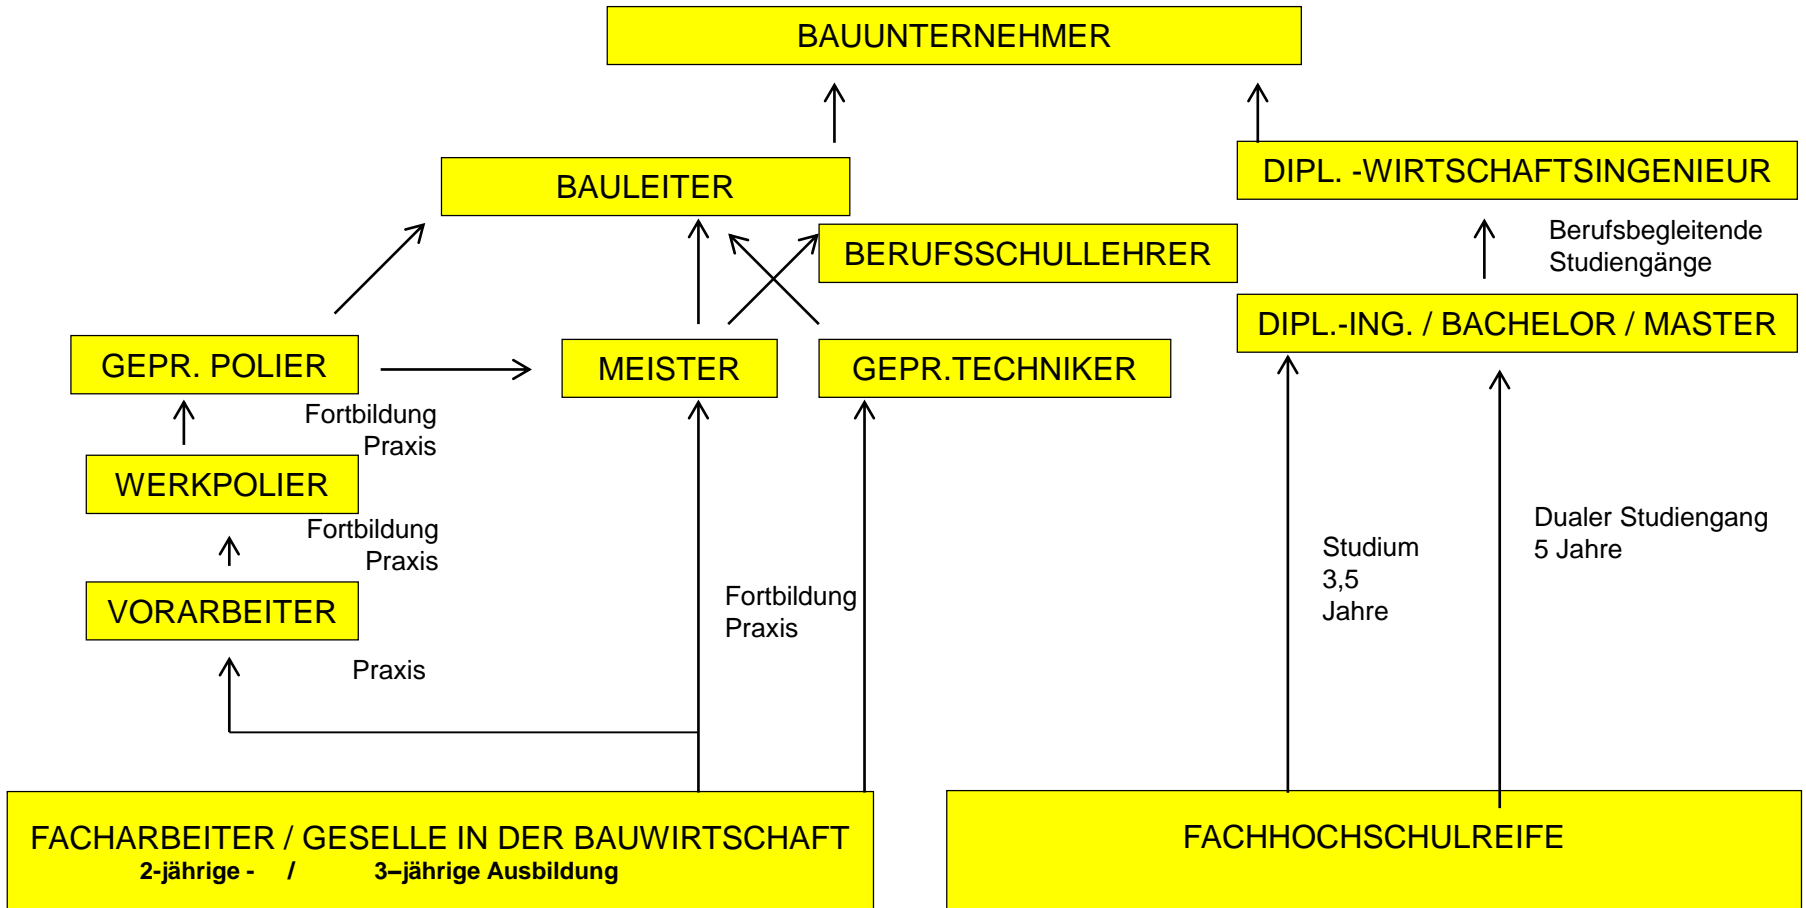 BAUUNTERNEHMER
BAULEITER
DIPL. -WIRTSCHAFTSINGENIEUR
BERUFSSCHULLEHRER
Berufsbegleitende
Studiengänge
DIPL.-ING. / BACHELOR / MASTER
GEPR. POLIER
MEISTER
GEPR.TECHNIKER
Fortbildung
Praxis
WERKPOLIER
Fortbildung
Praxis
Dualer Studiengang
5 Jahre
Studium
3,5
Jahre
VORARBEITER
Fortbildung
Praxis
Praxis
FACHARBEITER / GESELLE IN DER BAUWIRTSCHAFT
2-jährige - / 3–jährige Ausbildung
FACHHOCHSCHULREIFE